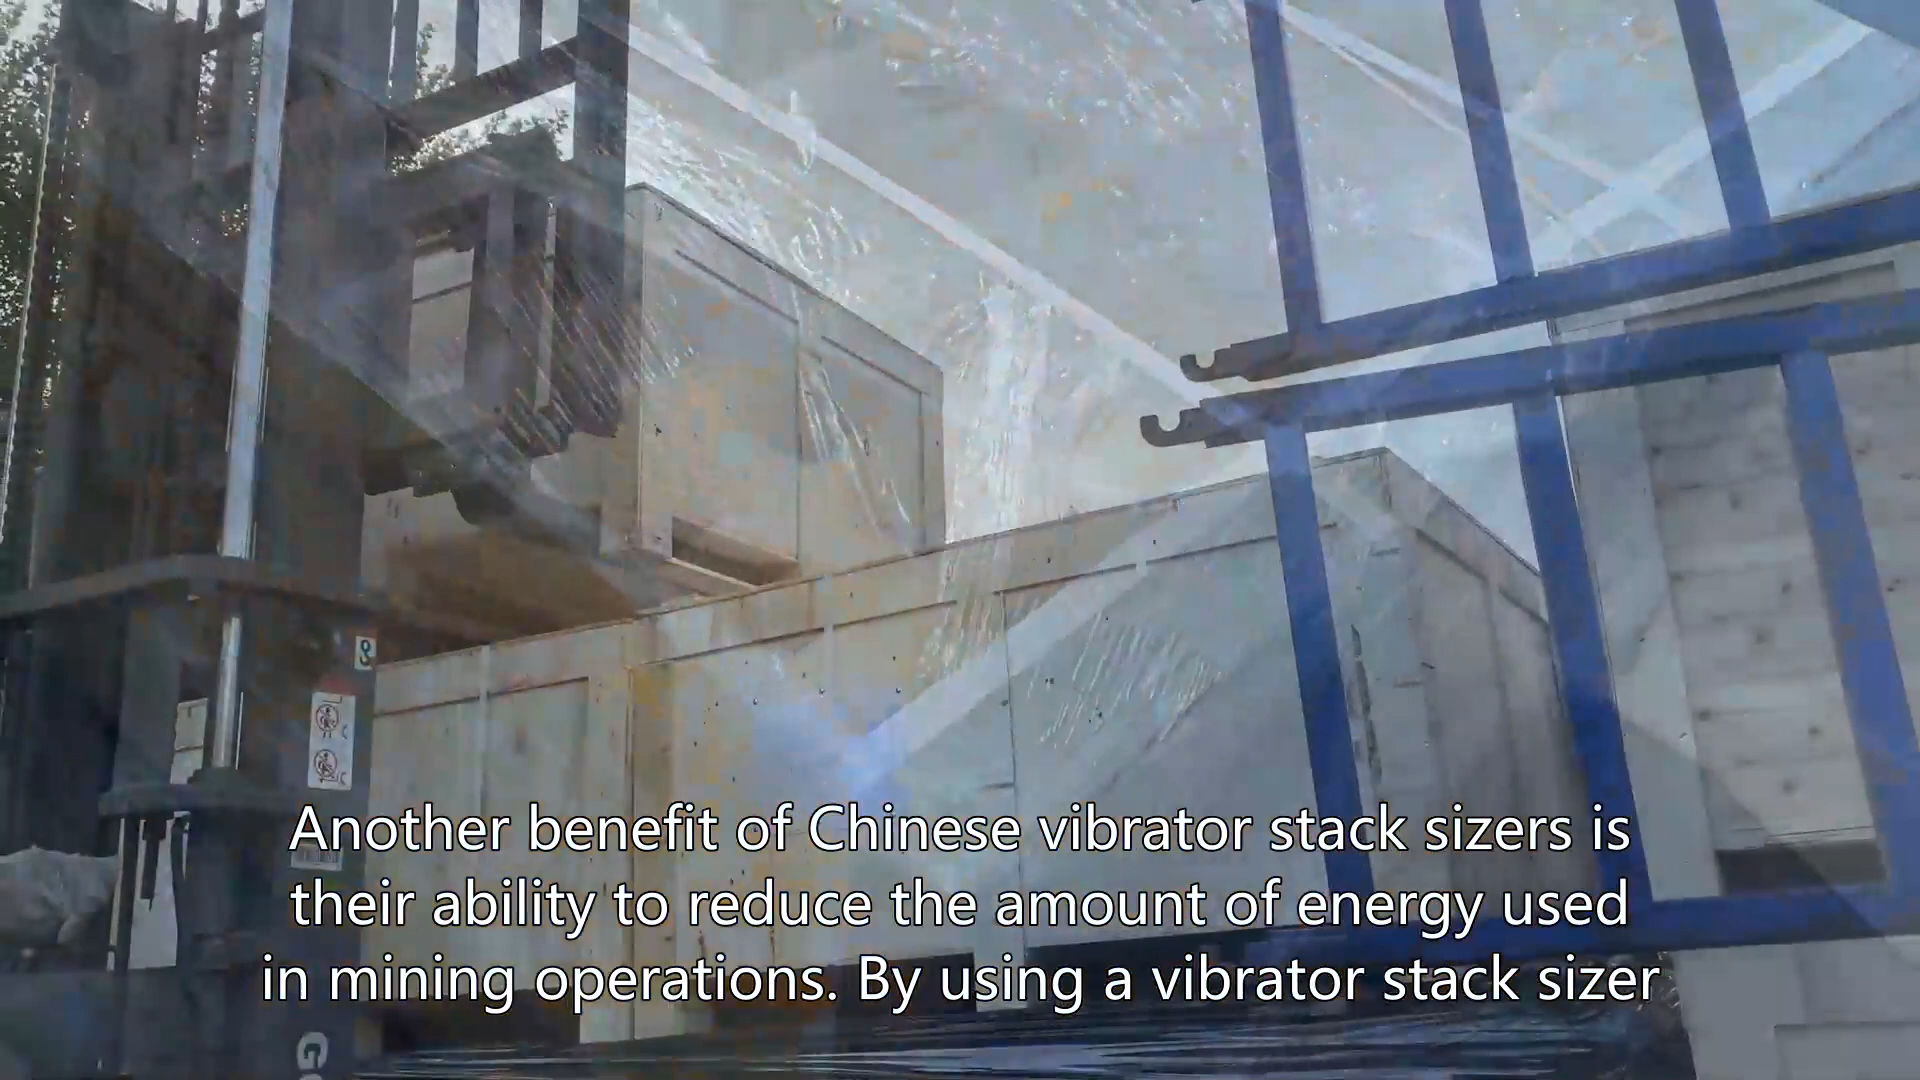 8
C
C
Another benefit of Chinese vibrator stack sizers is
their ability to reduce the amount of energy used
in mining operations. By using a vibrator stack sizer
G